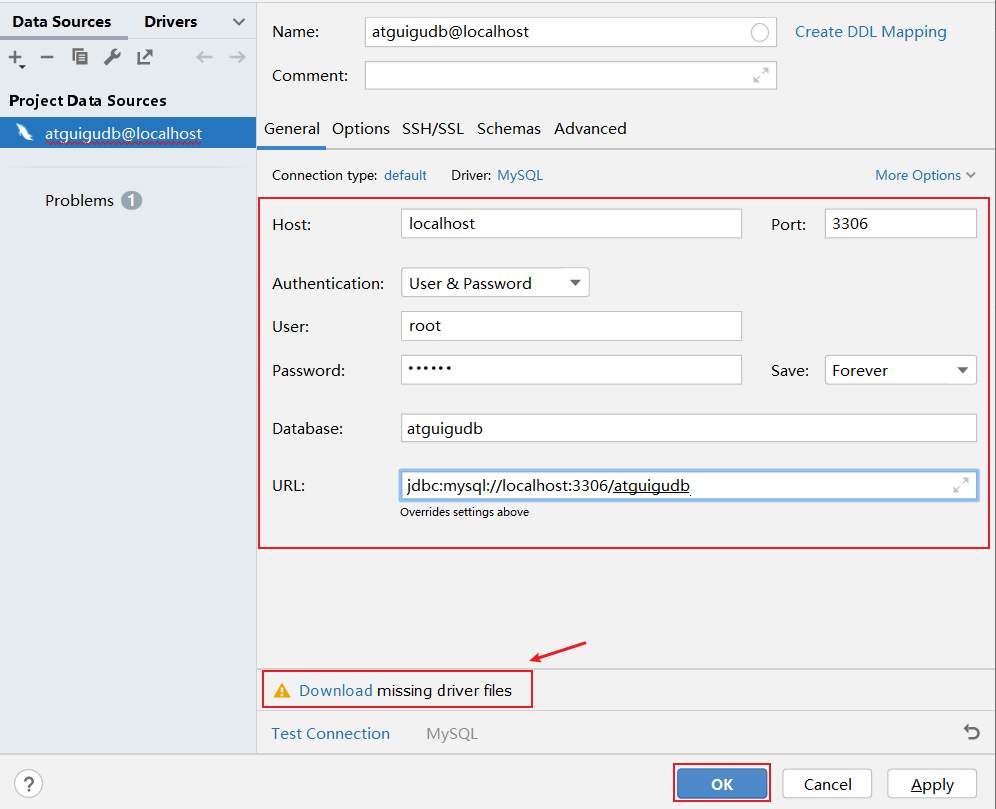 Data Sources Drivers
Project Data Sources
atguigudb@localhost
Problems 1
Name: atguigudb@localhost Create DDL Mapping
Comment:
General Options SSH/SSL Schemas Advanced
Connection type: default Driver: MySQL More Options
Host: localhost Port: 3306
Authentication: User & Password
User: root
Password: •••••• Save: Forever
Database: atguigudb
URL: jdbc:mysql://localhost:3306/atguigudb
Overrides settings above
Download missing driver files
Test Connection MySQL
? OK Cancel Apply